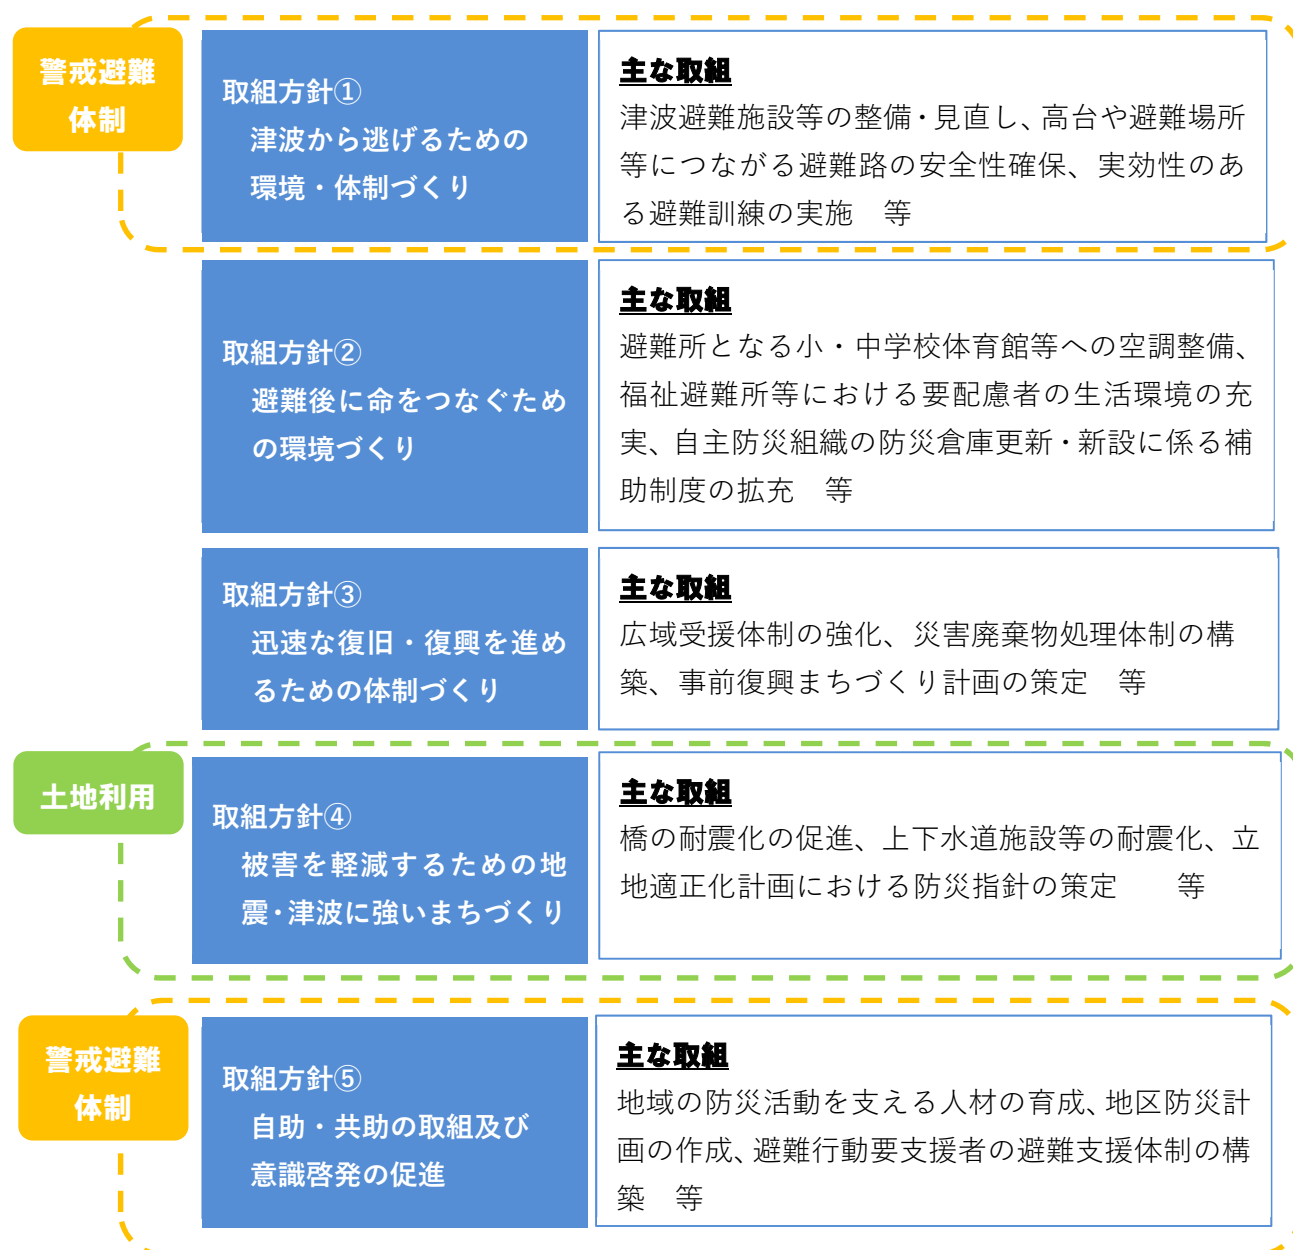 警戒避難
体制
取組方針①
津波から逃げるための
環境・体制づくり
主な取組
津波避難施設等の整備・見直し、高台や避難場所
等につながる避難路の安全性確保、実効性のあ
る避難訓練の実施　等
取組方針②
避難後に命をつなぐため
の環境づくり
主な取組
避難所となる小・中学校体育館等への空調整備、
福祉避難所等における要配慮者の生活環境の充
実、自主防災組織の防災倉庫更新・新設に係る補
助制度の拡充　等
取組方針③
迅速な復旧・復興を進め
るための体制づくり
主な取組
広域受援体制の強化、災害廃棄物処理体制の構
築、事前復興まちづくり計画の策定　等
土地利用
取組方針④
被害を軽減するための地
震・津波に強いまちづくり
主な取組
橋の耐震化の促進、上下水道施設等の耐震化、立
地適正化計画における防災指針の策定　　等
警戒避難
体制
取組方針⑤
自助・共助の取組及び
意識啓発の促進
主な取組
地域の防災活動を支える人材の育成、地区防災計
画の作成、避難行動要支援者の避難支援体制の構
築　等